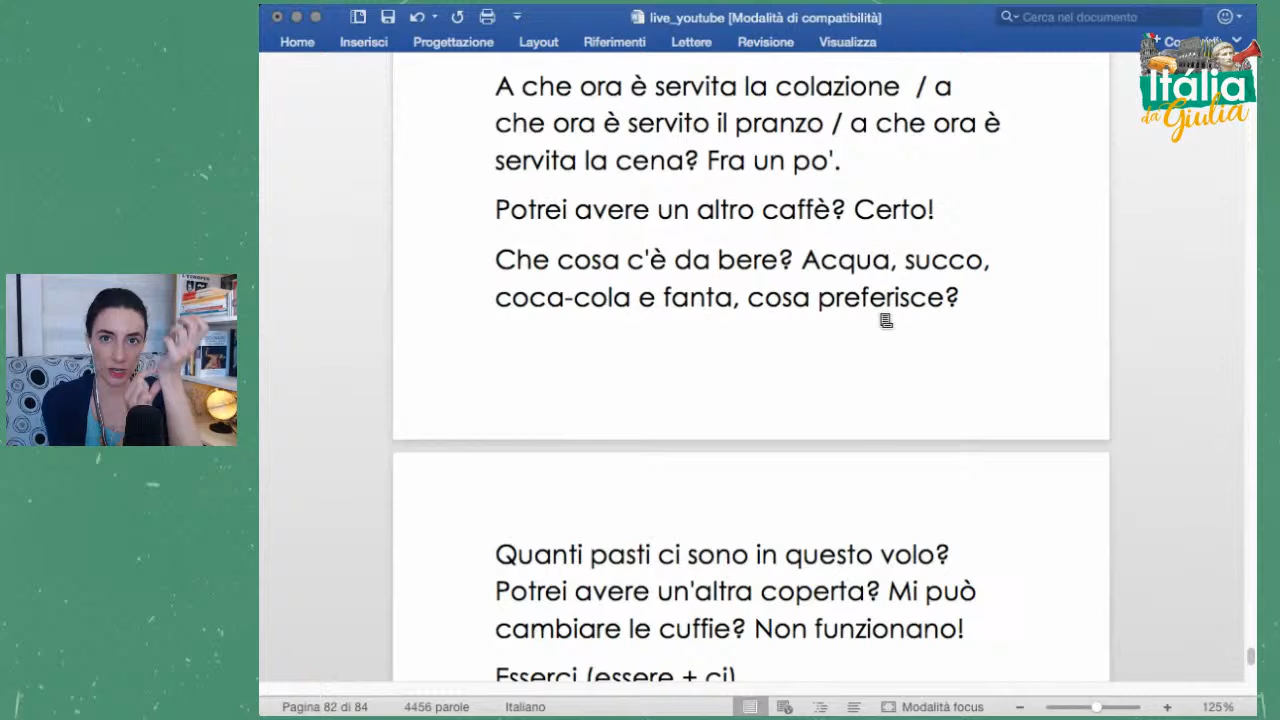 live_youtube [Modalità di compatibilità]
Cerca nel documento
Home Inserisci Progettazione Layout Riferimenti Lettere Revisione Visualizza
Itália
da Giulia
A che ora è servita la colazione / a
che ora è servito il pranzo / a che ora è
servita la cena? Fra un po'.
Potrei avere un altro caffè? Certo!
Che cosa c'è da bere? Acqua, succo,
coca-cola e fanta, cosa preferisce?
Quanti pasti ci sono in questo volo?
Potrei avere un'altra coperta? Mi può
cambiare le cuffie? Non funzionano!
Esserci (essere + ci)
Pagina 82 di 84 4456 parole Italiano Modalità focus 125%